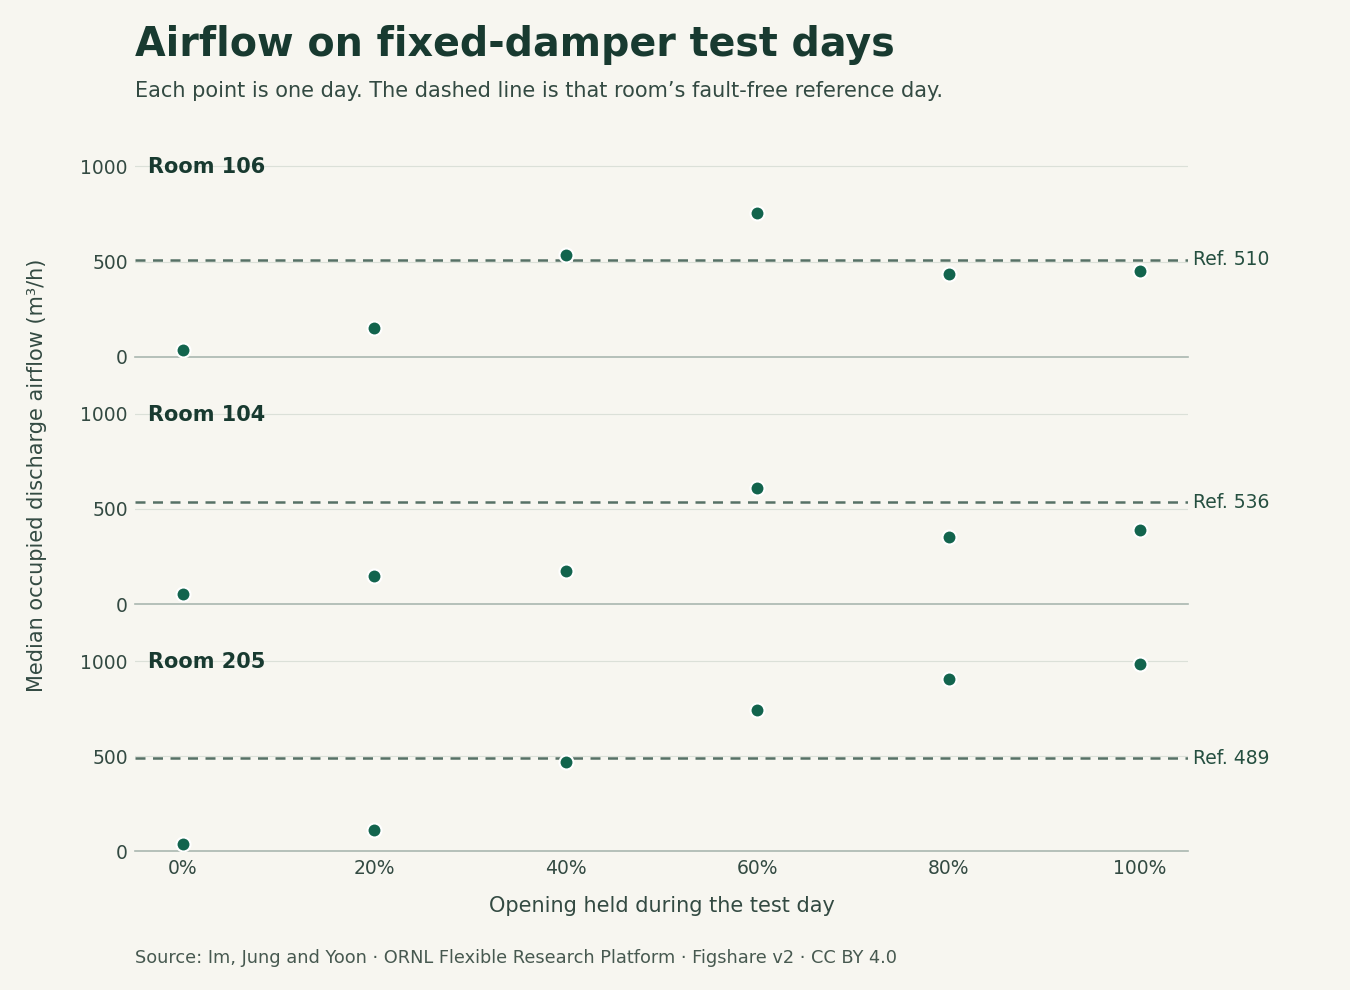 Airflow on fixed-damper test days
Each point is one day. The dashed line is that room’s fault-free reference day.
Median occupied discharge airflow (m³/h)
1000
Room 106
500
Ref. 510
0
1000
Room 104
500
Ref. 536
0
1000
Room 205
500
Ref. 489
0
0% 20% 40% 60% 80% 100%
Opening held during the test day
Source: Im, Jung and Yoon · ORNL Flexible Research Platform · Figshare v2 · CC BY 4.0